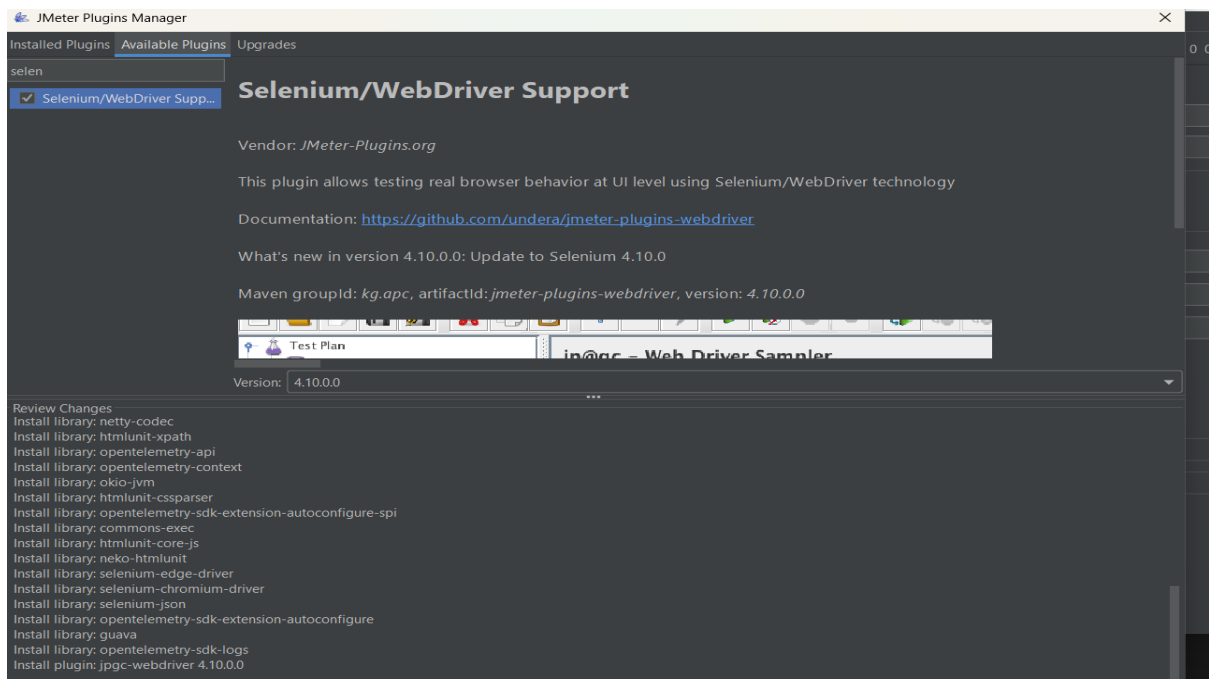 JMeter Plugins Manager
Installed Plugins Available Plugins Upgrades
selen
Selenium/WebDriver Supp...
Selenium/WebDriver Support
Vendor: JMeter-Plugins.org
This plugin allows testing real browser behavior at UI level using Selenium/WebDriver technology
Documentation: https://github.com/undera/jmeter-plugins-webdriver
What's new in version 4.10.0.0: Update to Selenium 4.10.0
Maven groupId: kg.apc, artifactId: jmeter-plugins-webdriver, version: 4.10.0.0
Test Plan
jp@gc - Web Driver Sampler
Version: 4.10.0.0
Review Changes
Install library: netty-codec
Install library: htmlunit-xpath
Install library: opentelemetry-api
Install library: opentelemetry-context
Install library: okio-jvm
Install library: htmlunit-cssparser
Install library: opentelemetry-sdk-extension-autoconfigure-spi
Install library: commons-exec
Install library: htmlunit-core-js
Install library: neko-htmlunit
Install library: selenium-edge-driver
Install library: selenium-chromium-driver
Install library: selenium-json
Install library: opentelemetry-sdk-extension-autoconfigure
Install library: guava
Install library: opentelemetry-sdk-logs
Install plugin: jpgc-webdriver 4.10.0.0